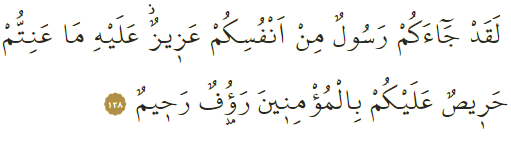 لَقَدْ جَٓاءَكُمْ رَسُولٌ مِنْ اَنْفُسِكُمْ عَز۪يزٌۘ عَلَيْهِ مَا عَنِتُّمْ
حَر۪يصٌ عَلَيْكُمْ بِالْمُؤْمِن۪ينَ رَؤُ۫فٌ رَح۪يمٌ ﴿١٢٨﴾